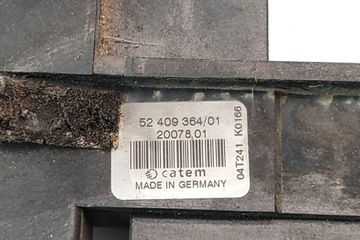 52 409 364/01
20078.01
catem
MADE IN GERMANY
04T241 K0166